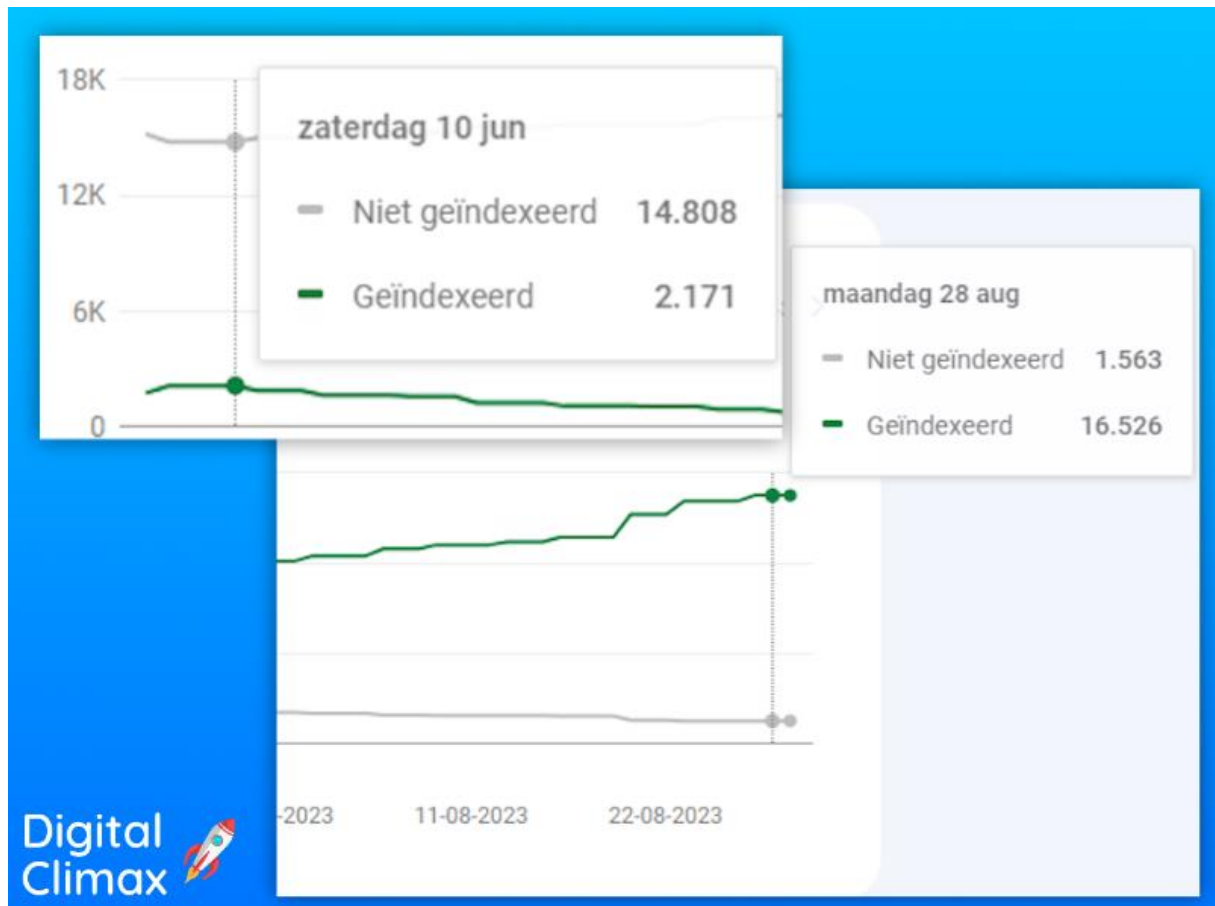 18K
12K
6K
0
zaterdag 10 jun
Niet geïndexeerd 14.808
Geïndexeerd 2.171
maandag 28 aug
Niet geïndexeerd 1.563
Geïndexeerd 16.526
-2023 11-08-2023 22-08-2023
Digital
Climax